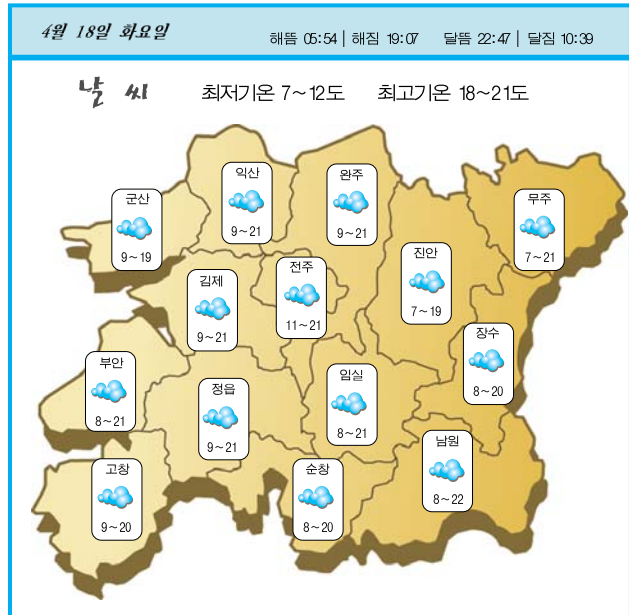 4월 18일 화요일
해뜸 05:54 | 해짐 19:07 달뜸 22:47 | 달짐 10:39
날 씨 최저기온 7~12도 최고기온 18~21도
익산
9~21
완주
9~21
군산
9~19
무주
7~21
진안
7~19
전주
11~21
김제
9~21
장수
8~20
부안
8~21
임실
8~21
정읍
9~21
남원
8~22
고창
9~20
순창
8~20